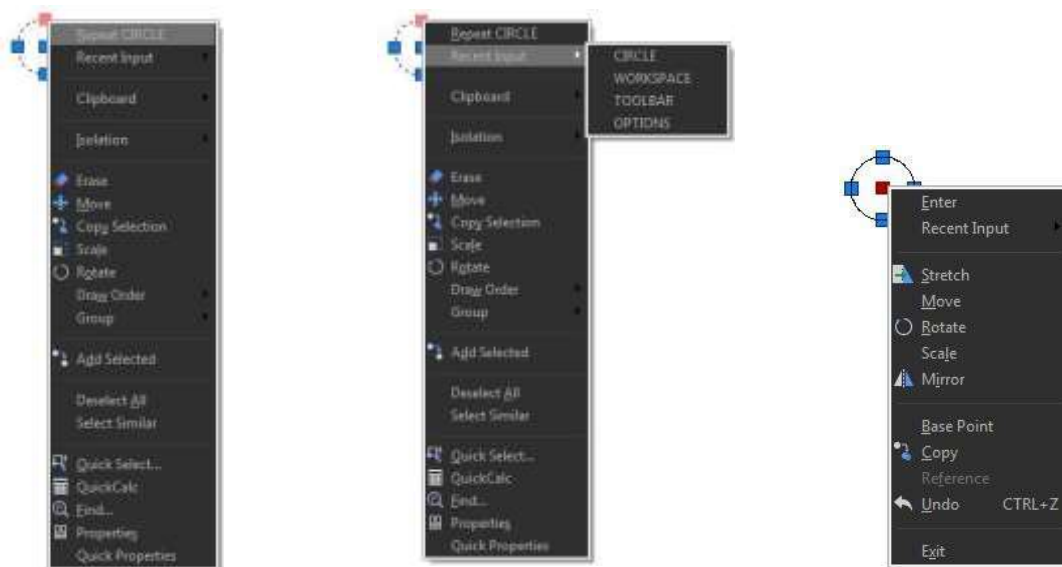 Repeat CIRCLE
Recent Input
Clipboard
Isolation
Erase
Move
Copy Selection
Scale
Rotate
Draw Order
Group
Add Selected
Deselect All
Select Similar
Quick Select...
QuickCalc
Find...
Properties
Quick Properties
Repeat CIRCLE
Recent Input
Clipboard
Isolation
Erase
Move
Copy Selection
Scale
Rotate
Draw Order
Group
Add Selected
Deselect All
Select Similar
Quick Select...
QuickCalc
Find...
Properties
Quick Properties
CIRCLE
WORKSPACE
TOOLBAR
OPTIONS
Enter
Recent Input
Stretch
Move
Rotate
Scale
Mirror
Base Point
Copy
Reference
Undo CTRL+Z
Exit